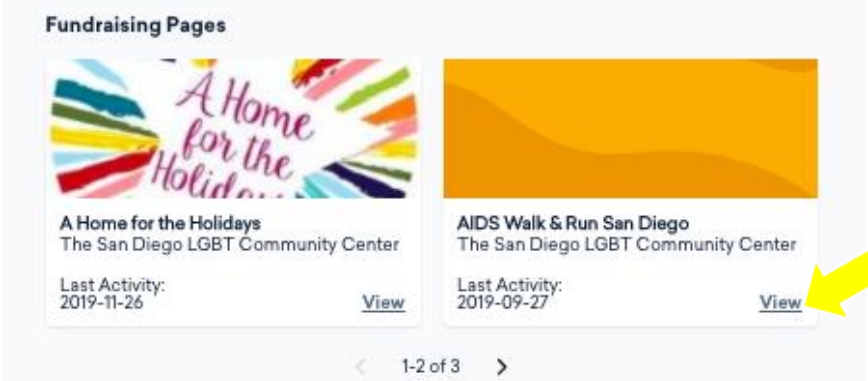 Fundraising Pages
A Home
for the
Holidays
A Home for the Holidays
The San Diego LGBT Community Center
Last Activity:
2019-11-26
View
AIDS Walk & Run San Diego
The San Diego LGBT Community Center
Last Activity:
2019-09-27
View
1-2 of 3